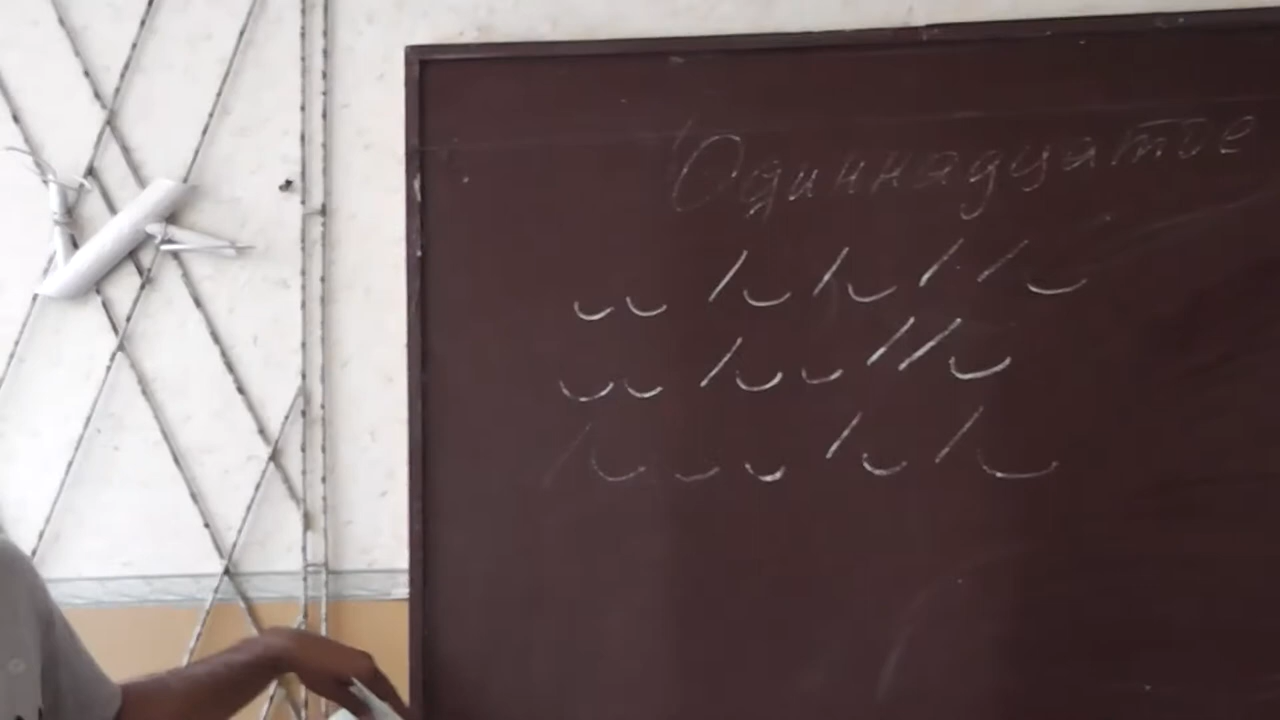 Одиннадцатое
◡ ◡ / ◡ / ◡ / / ◡
◡ ◡ / ◡ ◡ / / ◡
/ ◡ ◡ ◡ / ◡ / ◡